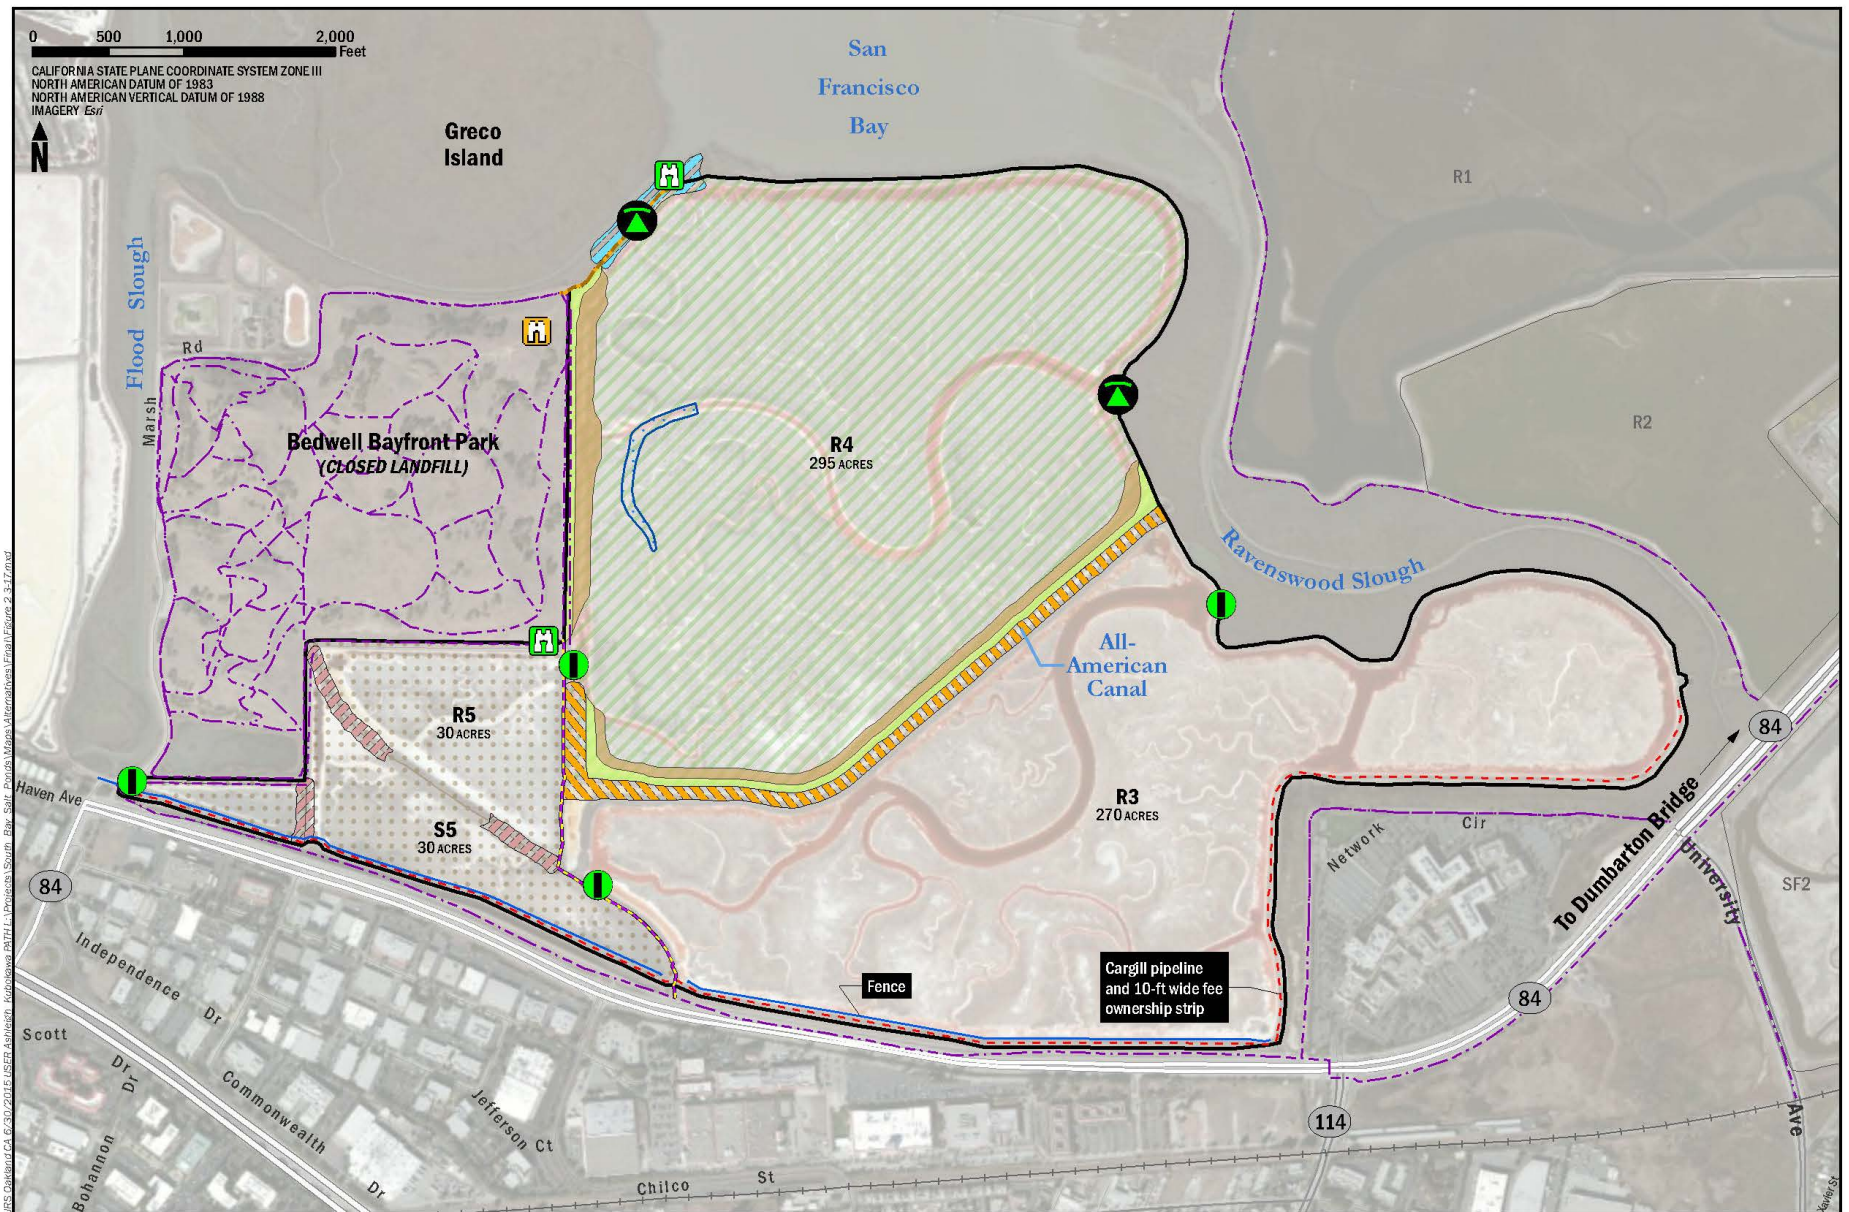 0 500 1,000 2,000
Feet
CALIFORNIA STATE PLANE COORDINATE SYSTEM ZONE III
NORTH AMERICAN DATUM OF 1983
NORTH AMERICAN VERTICAL DATUM OF 1988
IMAGERY Esri
N
San
Francisco
Bay
Greco
Island
R1
Flood Slough
Rd
Marsh
Bedwell Bayfront Park
(CLOSED LANDFILL)
R4
295 ACRES
R2
Ravenswood Slough
All-
American
Canal
R5
30 ACRES
84
Haven Ave
S5
30 ACRES
R3
270 ACRES
Network
Cir
To Dumbarton Bridge
University
Ave
SF2
84
Independence
Dr
Fence
Cargill pipeline
and 10-ft wide fee
ownership strip
84
Scott
Dr
Dr
Bohannon
Commonwealth
Dr
Jefferson Ct
114
Chilco St
Xavier St